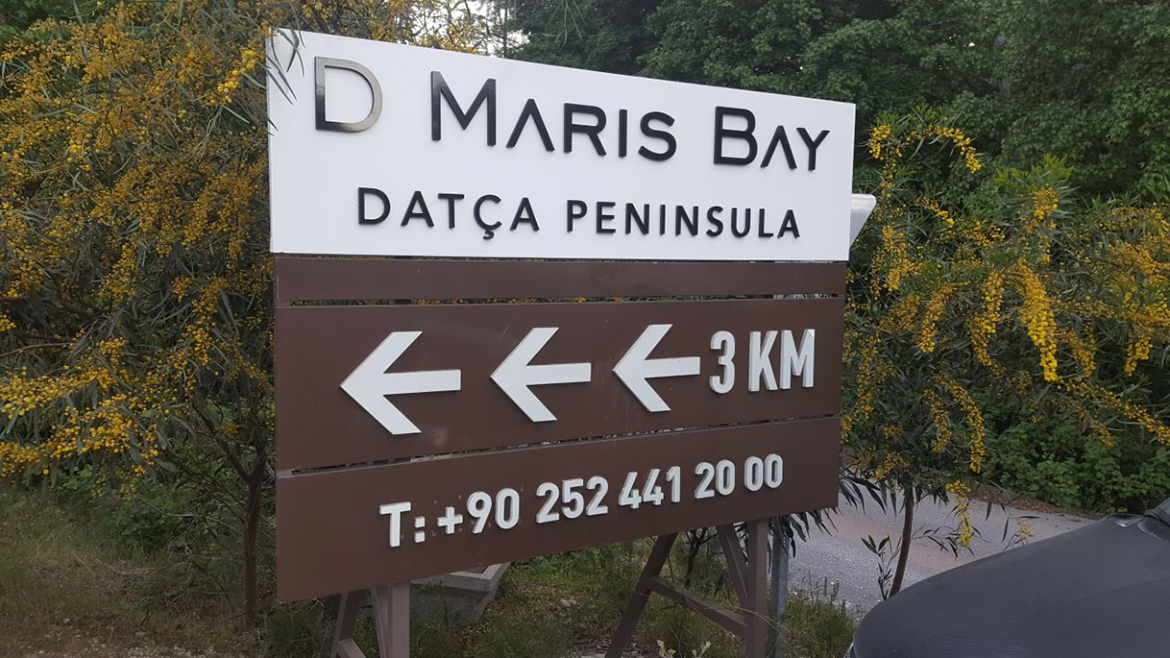 D MARIS BAY
DATÇA PENINSULA
3 KM
T: +90 252 441 20 00